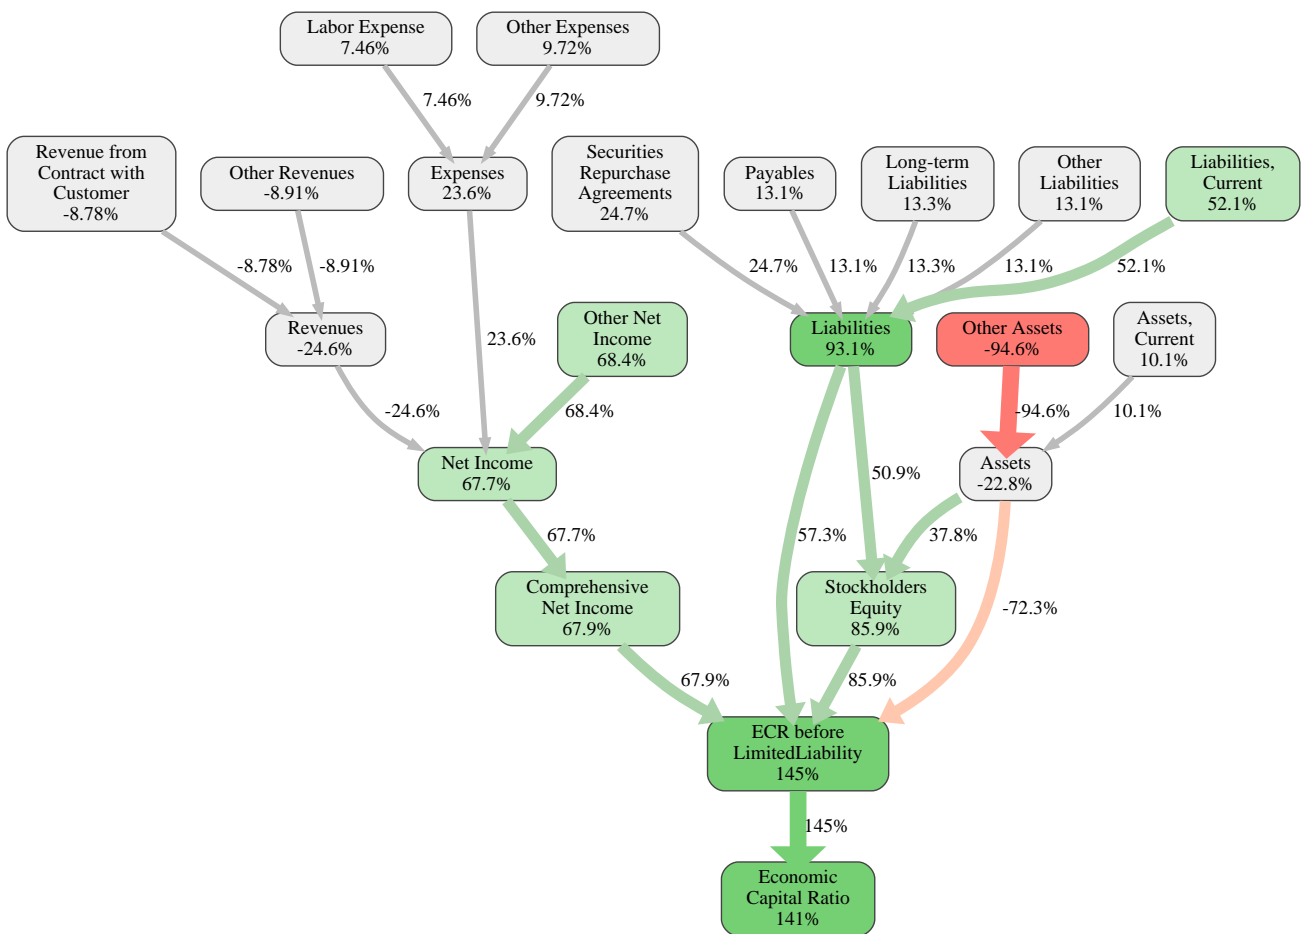 Labor Expense
7.46%
Other Expenses
9.72%
7.46%
9.72%
Revenue from
Contract with
Customer
-8.78%
Other Revenues
-8.91%
Expenses
23.6%
Securities
Repurchase
Agreements
24.7%
Payables
13.1%
Long-term
Liabilities
13.3%
Other
Liabilities
13.1%
Liabilities,
Current
52.1%
-8.78%
-8.91%
24.7%
13.1%
13.3%
13.1%
52.1%
Revenues
-24.6%
23.6%
Other Net
Income
68.4%
Liabilities
93.1%
Other Assets
-94.6%
Assets,
Current
10.1%
-24.6%
68.4%
-94.6%
10.1%
Net Income
67.7%
50.9%
Assets
-22.8%
67.7%
57.3%
37.8%
Comprehensive
Net Income
67.9%
Stockholders
Equity
85.9%
-72.3%
67.9%
85.9%
ECR before
LimitedLiability
145%
145%
Economic
Capital Ratio
141%